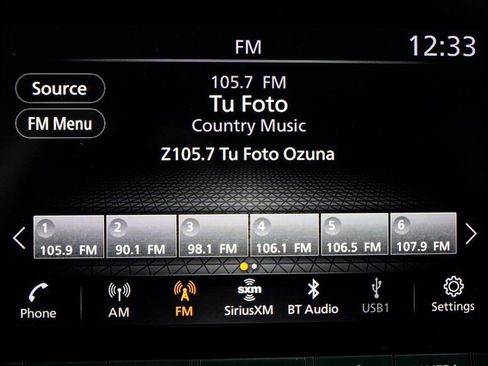 FM
12:33
Source
FM Menu
105.7 FM
Tu Foto
Country Music
Z105.7 Tu Foto Ozuna
1 2 3 4 5 6
105.9 FM 90.1 FM 98.1 FM 106.1 FM 106.5 FM 107.9 FM
sxm
Phone AM FM SiriusXM BT Audio USB1 Settings